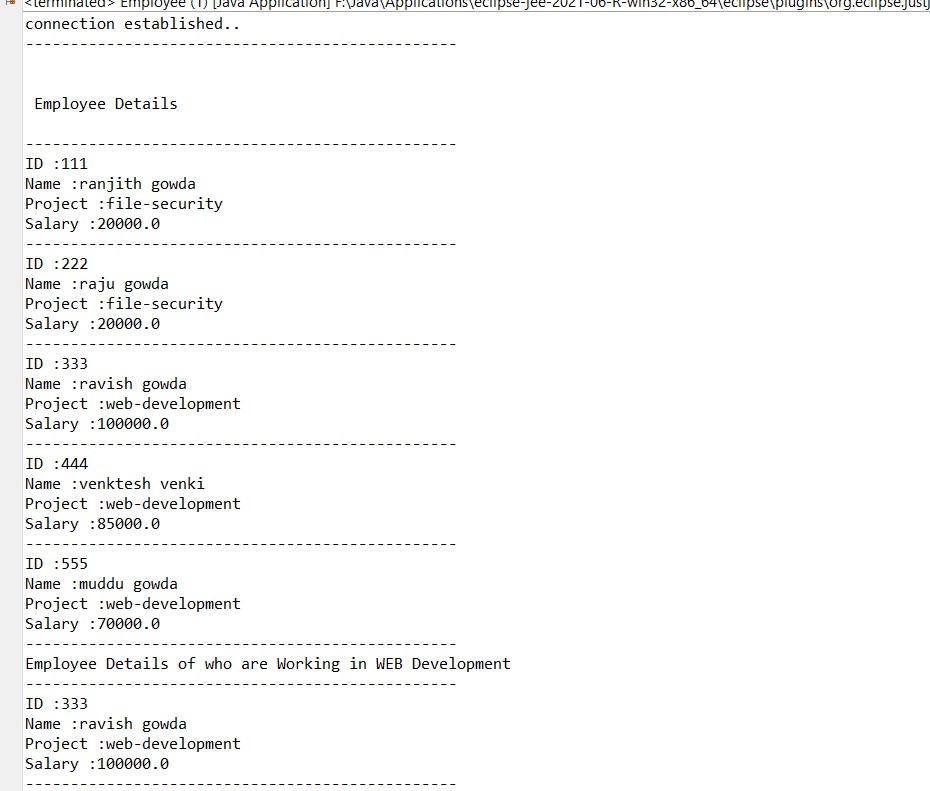 <terminated> Employee (1) [Java Application] F:\Java\Applications\eclipse-jee-2021-06-R-win32-x86_64\eclipse\plugins\org.eclipse.justj
connection established..
------------------------------------------------
Employee Details
------------------------------------------------
ID :111
Name :ranjith gowda
Project :file-security
Salary :20000.0
------------------------------------------------
ID :222
Name :raju gowda
Project :file-security
Salary :20000.0
------------------------------------------------
ID :333
Name :ravish gowda
Project :web-development
Salary :100000.0
------------------------------------------------
ID :444
Name :venktesh venki
Project :web-development
Salary :85000.0
------------------------------------------------
ID :555
Name :muddu gowda
Project :web-development
Salary :70000.0
------------------------------------------------
Employee Details of who are Working in WEB Development
------------------------------------------------
ID :333
Name :ravish gowda
Project :web-development
Salary :100000.0
------------------------------------------------